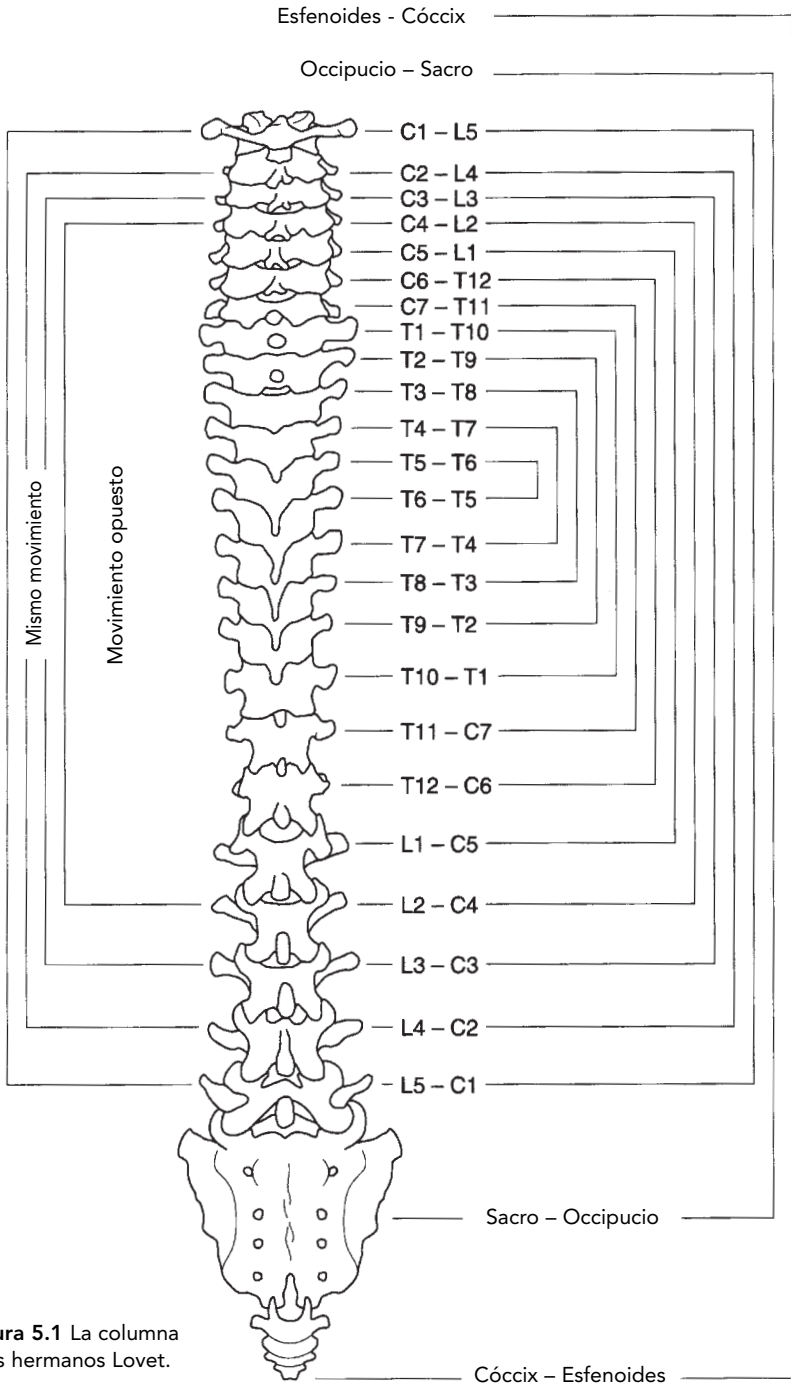 Esfenoides - Cóccix
Occipucio – Sacro
C1 – L5
C2 – L4
C3 – L3
C4 – L2
C5 – L1
C6 – T12
C7 – T11
T1 – T10
T2 – T9
T3 – T8
T4 – T7
T5 – T6
T6 – T5
T7 – T4
T8 – T3
T9 – T2
T10 – T1
T11 – C7
T12 – C6
L1 – C5
L2 – C4
L3 – C3
L4 – C2
L5 – C1
Mismo movimiento
Movimiento opuesto
Sacro – Occipucio
ura 5.1 La columna
s hermanos Lovet.
Cóccix – Esfenoides